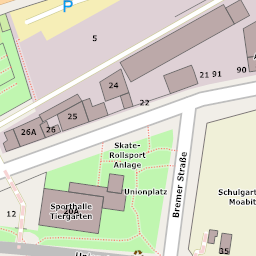 P
5
24
21 91
90
22
25
26
26A
Skate-
Rollsport
Anlage
Unionplatz
Bremer Straße
Schulgart
Moabit
12
Sporthalle
20A
Tiergarten
35